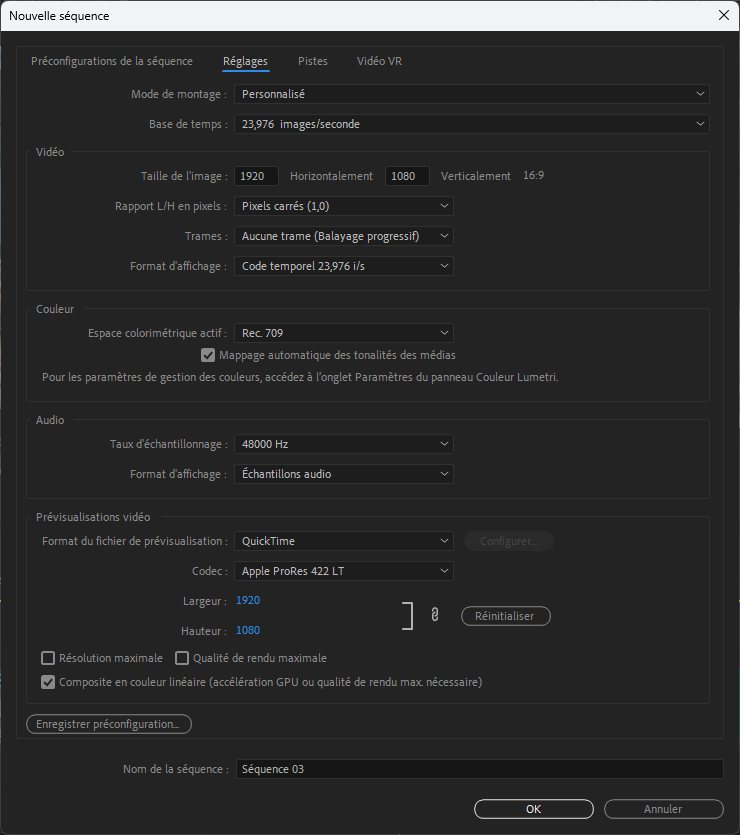 Nouvelle séquence
Préconfigurations de la séquence Réglages Pistes Vidéo VR
Mode de montage : Personnalisé
Base de temps : 23,976 images/seconde
Vidéo
Taille de l'image : 1920 Horizontalement 1080 Verticalement 16:9
Rapport L/H en pixels : Pixels carrés (1,0)
Trames : Aucune trame (Balayage progressif)
Format d'affichage : Code temporel 23,976 i/s
Couleur
Espace colorimétrique actif : Rec. 709
Mappage automatique des tonalités des médias
Pour les paramètres de gestion des couleurs, accédez à l'onglet Paramètres du panneau Couleur Lumetri.
Audio
Taux d'échantillonnage : 48000 Hz
Format d'affichage : Échantillons audio
Prévisualisations vidéo
Format du fichier de prévisualisation : QuickTime Configurer...
Codec : Apple ProRes 422 LT
Largeur : 1920
Hauteur : 1080
Réinitialiser
Résolution maximale Qualité de rendu maximale
Composite en couleur linéaire (accélération GPU ou qualité de rendu max. nécessaire)
Enregistrer préconfiguration...
Nom de la séquence : Séquence 03
OK Annuler